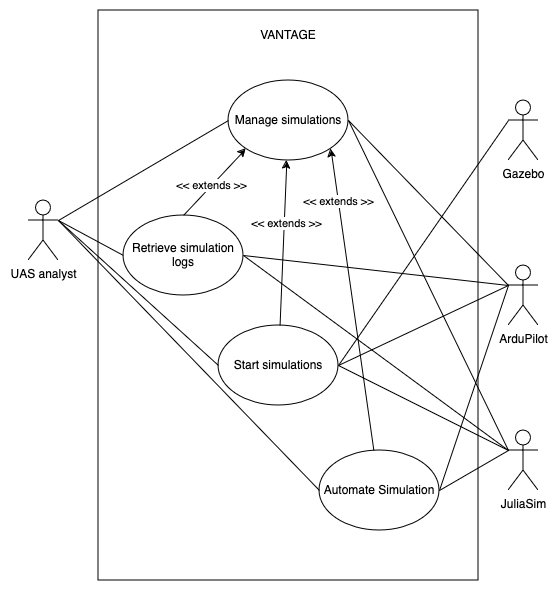 VANTAGE
Manage simulations
Gazebo
<< extends >>
<< extends >>
<< extends >>
UAS analyst
Retrieve simulation
logs
ArduPilot
Start simulations
Automate Simulation
JuliaSim